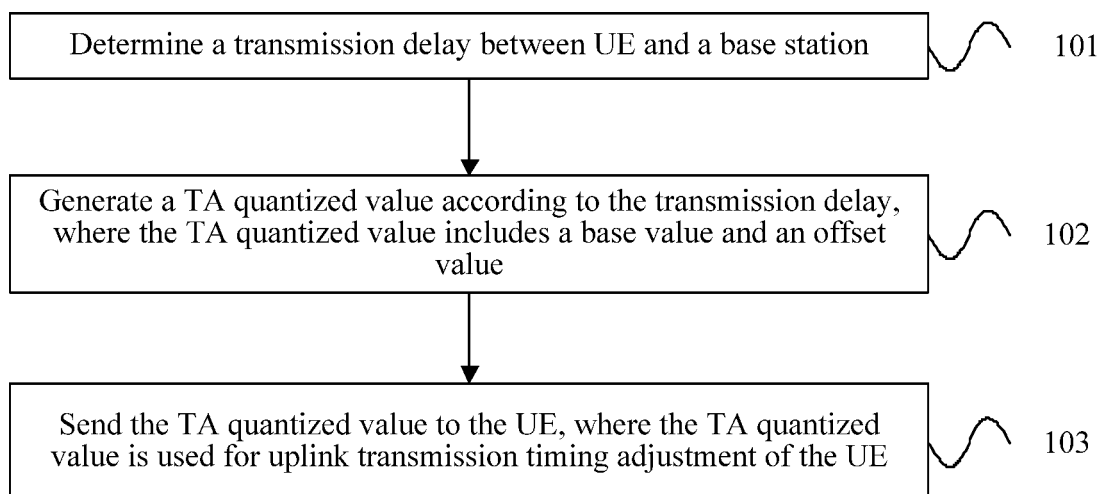 Determine a transmission delay between UE and a base station
101
Generate a TA quantized value according to the transmission delay,
where the TA quantized value includes a base value and an offset
value
102
Send the TA quantized value to the UE, where the TA quantized
value is used for uplink transmission timing adjustment of the UE
103